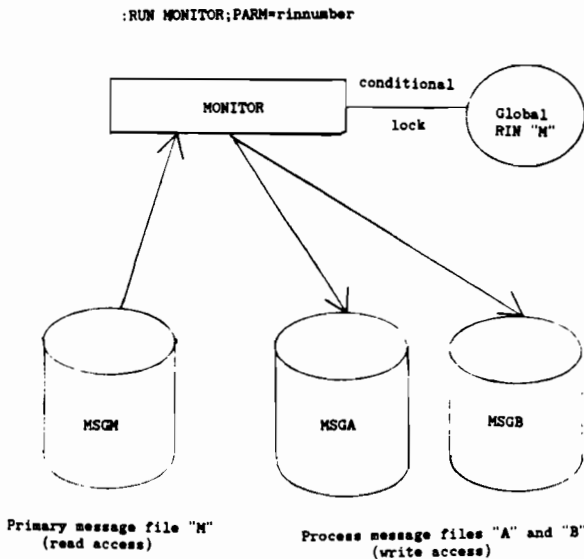 :RUN MONITOR;PARM=rinnumber
conditional
MONITOR
lock
Global
RIN "M"
MSGM
MSGA
MSGB
Primary message file "M"
(read access)
Process message files "A" and "B"
(write access)